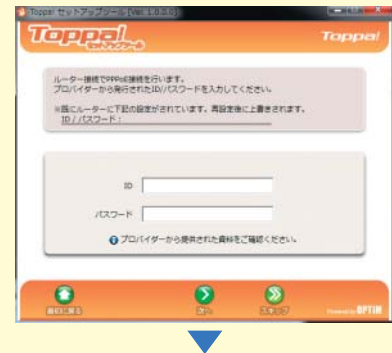 Toppa! セットアップツール [Ver. 1.0.0.0]
Toppa!
Toppa!
ルーター接続でPPPoE接続を行います。
プロバイダーから発行されたID/パスワードを入力してください。
※既にルーターに下記の設定がされています。再設定後に上書きされます。
ID / パスワード :
ID
パスワード
プロバイダーから提供された資料をご確認ください。
最初に戻る
次へ
スキップ
Powered by OPTiM